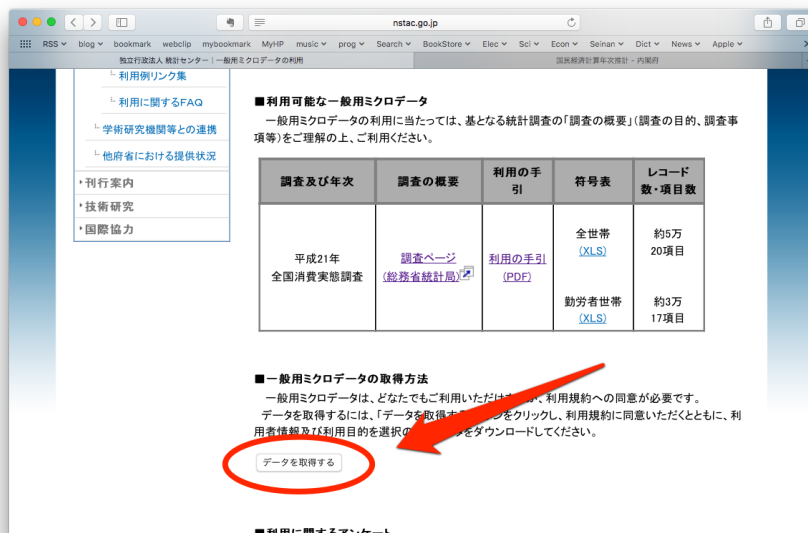 nstac.go.jp
RSS blog bookmark webclip mybookmark MyHP music prog Search BookStore Elec Sci Econ Seinan Dict News Apple
独立行政法人 統計センター｜一般用ミクロデータの利用 国民経済計算年次推計 - 内閣府
利用例リンク集
利用に関するFAQ
学術研究機関等との連携
他府省における提供状況
刊行案内
技術研究
国際協力
■利用可能な一般用ミクロデータ
一般用ミクロデータの利用に当たっては、基となる統計調査の「調査の概要」(調査の目的、調査事
項等)をご理解の上、ご利用ください。
調査及び年次 調査の概要 利用の手引 符号表 レコード数・項目数
平成21年
全国消費実態調査
調査ページ
(総務省統計局)
利用の手引
(PDF)
全世帯
(XLS)
約5万
20項目
勤労者世帯
(XLS)
約3万
17項目
■一般用ミクロデータの取得方法
一般用ミクロデータは、どなたでもご利用いただけ 、利用規約への同意が必要です。
データを取得するには、「データを取得す ンをクリックし、利用規約に同意いただくとともに、利
用者情報及び利用目的を選択の をダウンロードしてください。
データを取得する
■利用に関するアンケート